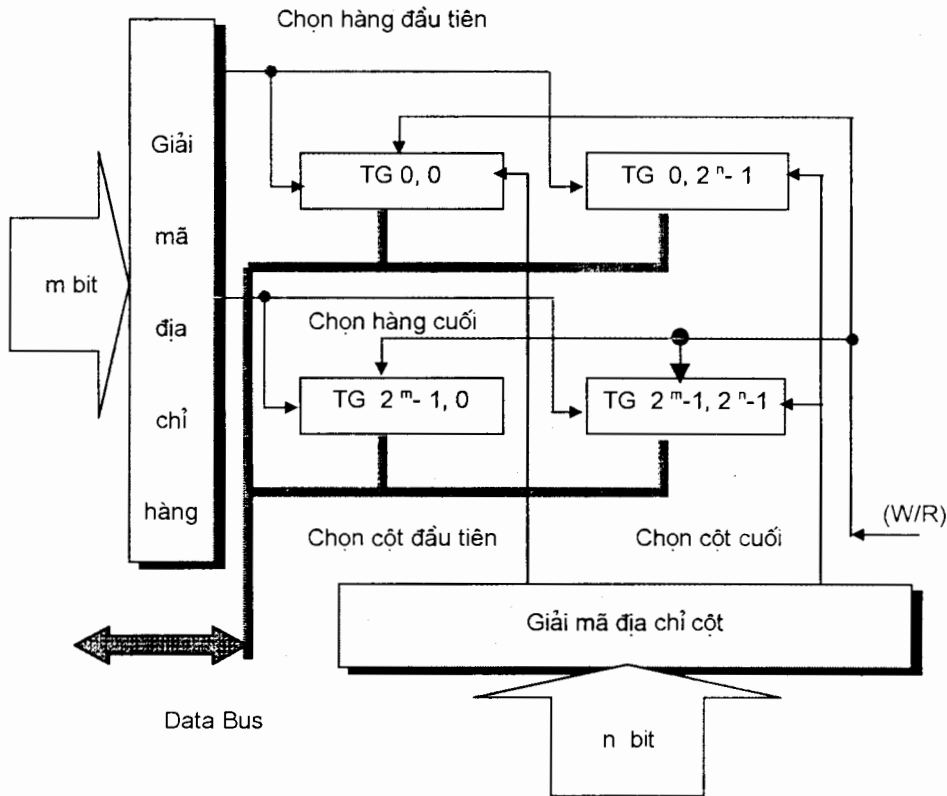 Chọn hàng đầu tiên
Giải
mã
địa
chỉ
hàng
m bit
TG 0, 0
TG 0, 2ⁿ- 1
Chọn hàng cuối
TG 2ᵐ- 1, 0
TG 2ᵐ-1, 2ⁿ-1
Chọn cột đầu tiên
Chọn cột cuối
(W/R)
Giải mã địa chỉ cột
Data Bus
n bit